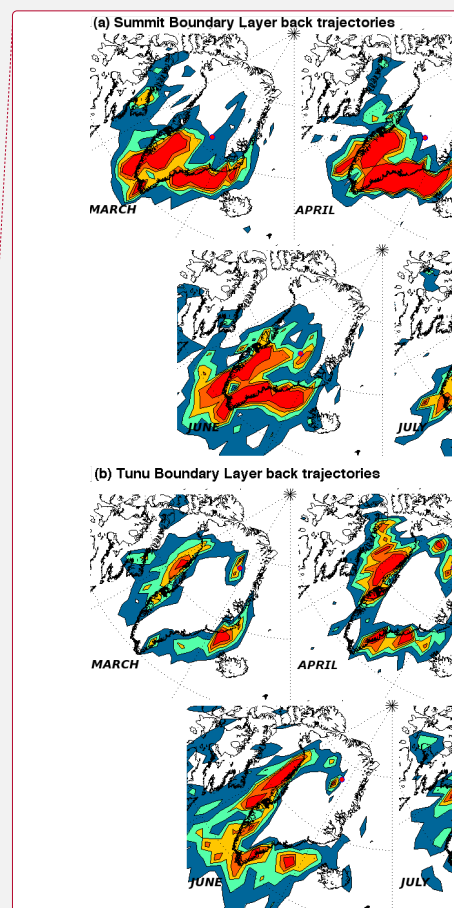 (a) Summit Boundary Layer back trajectories
MARCH
APRIL
JUNE
JULY
(b) Tunu Boundary Layer back trajectories
MARCH
APRIL
JUNE
JULY